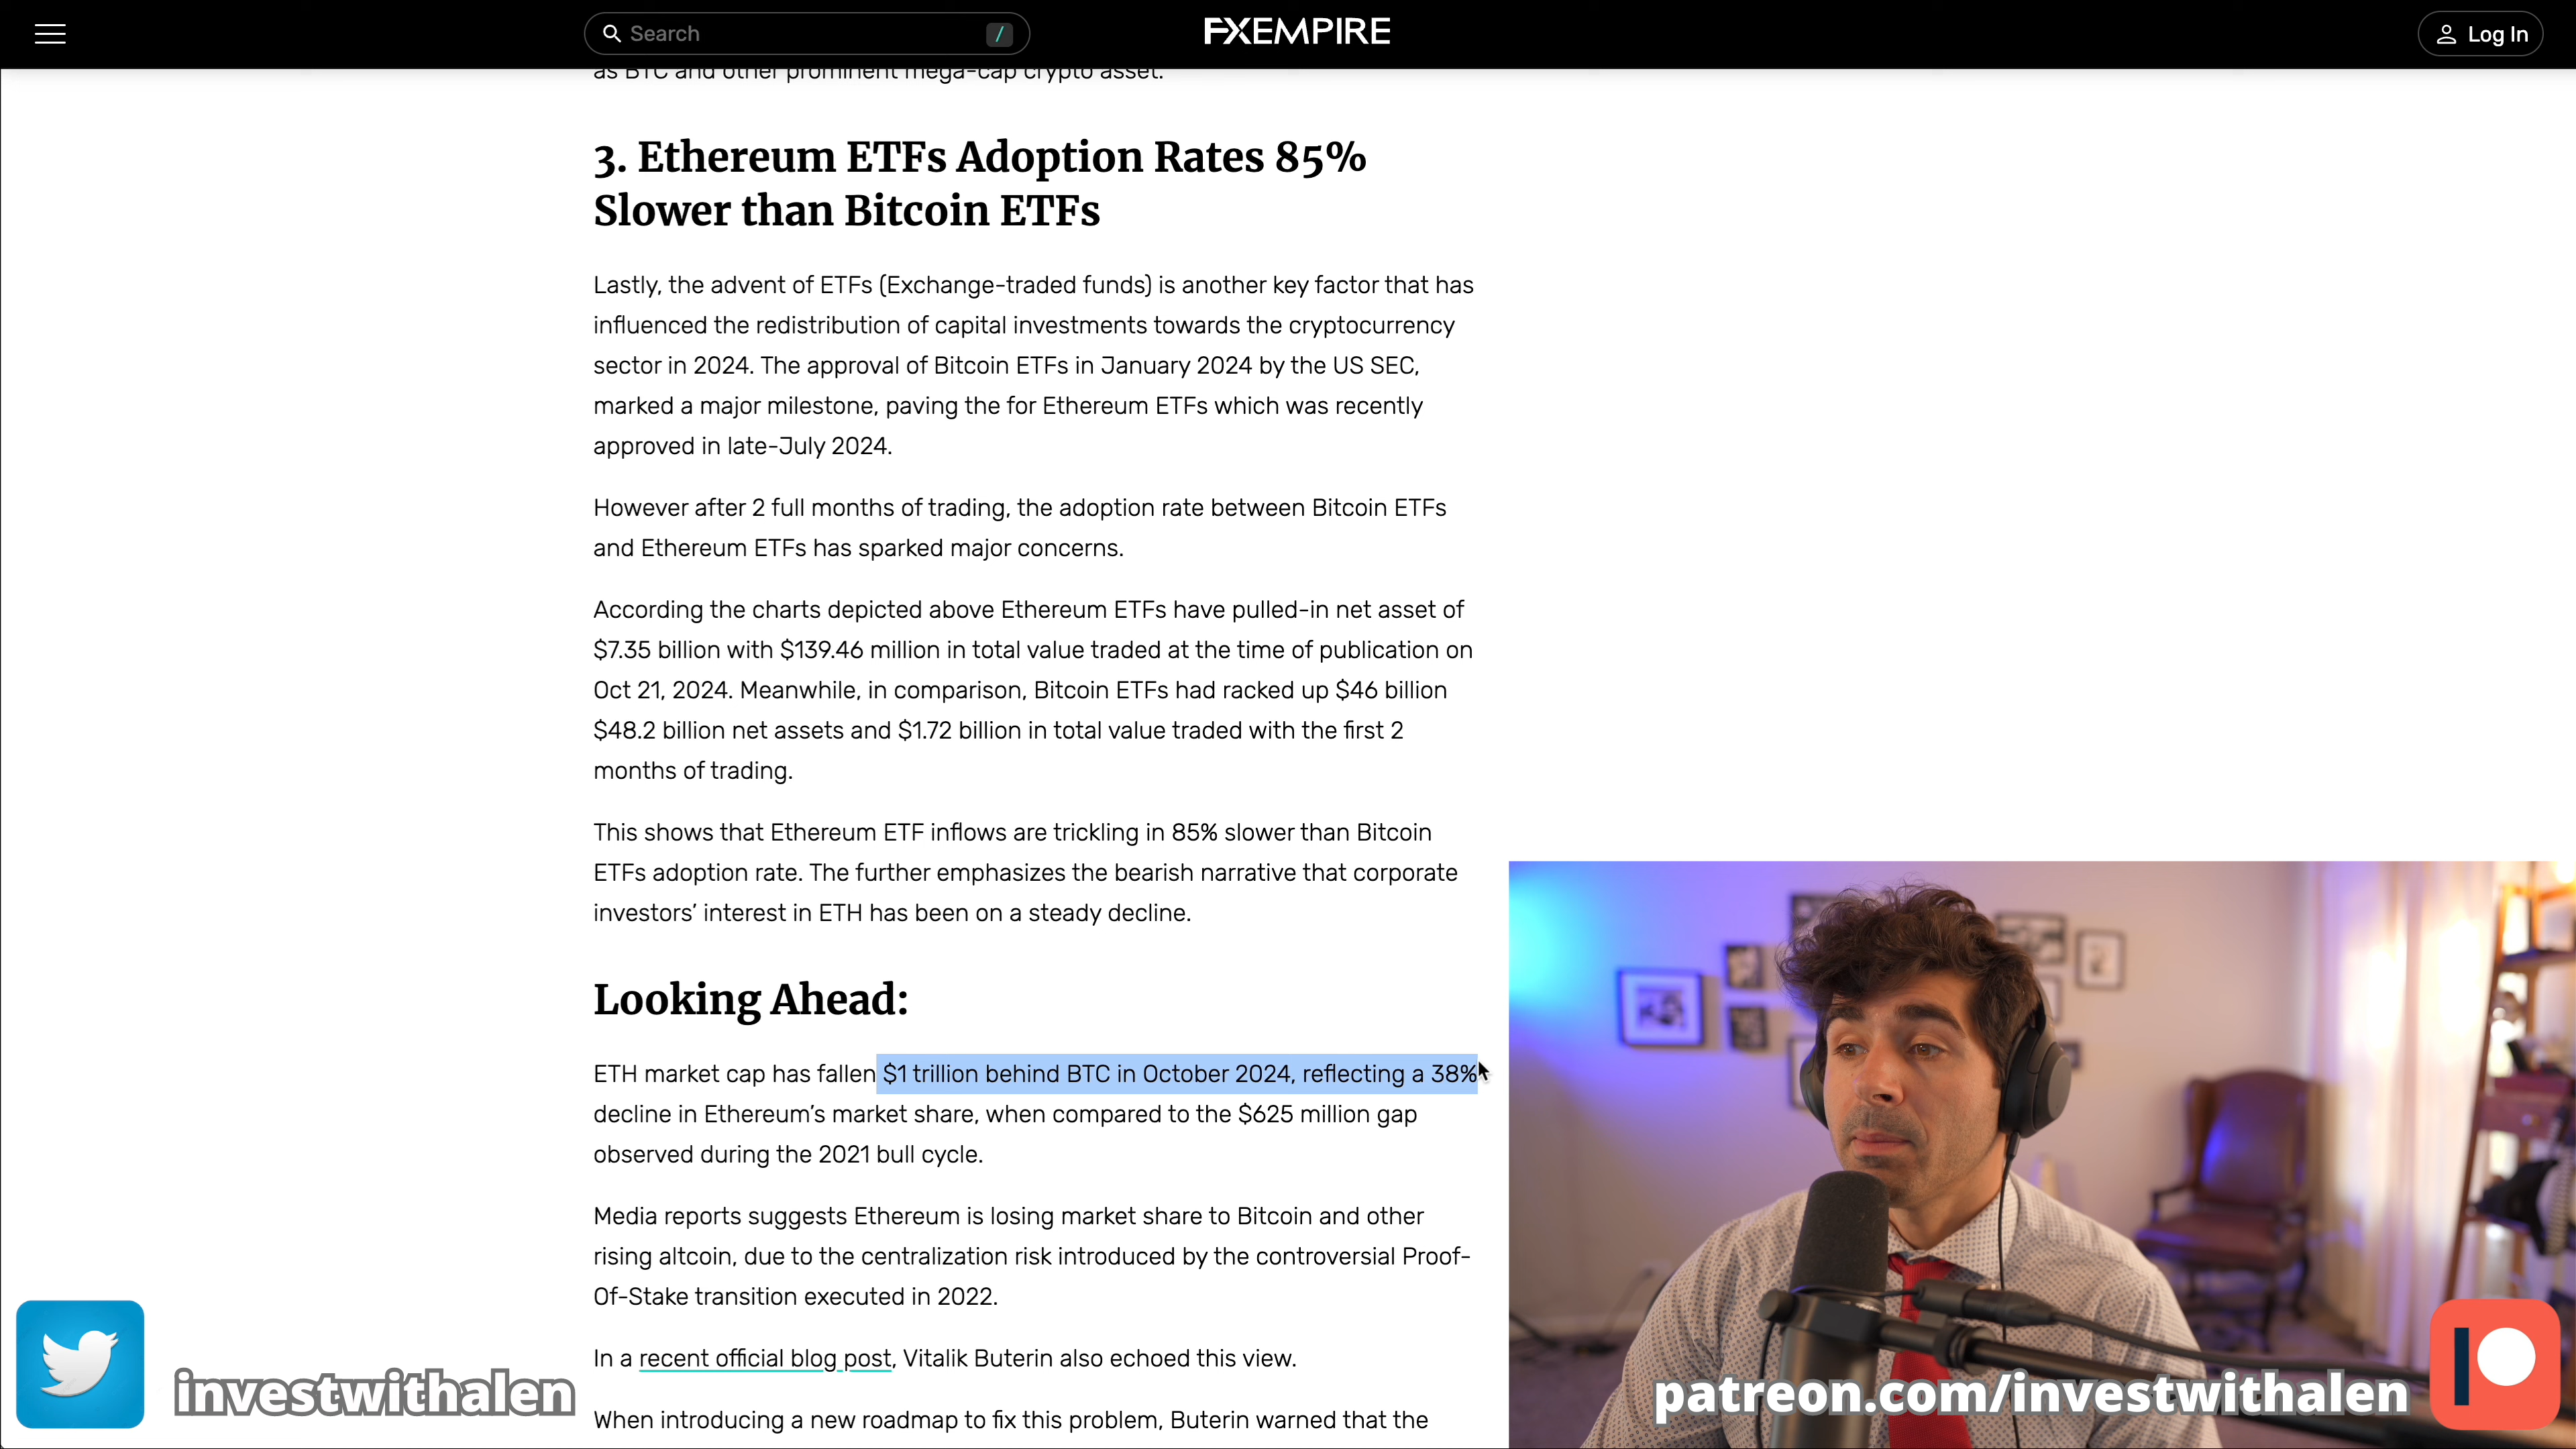 Search /
FXEMPIRE
Log In
as BTC and other prominent mega-cap crypto asset.
3. Ethereum ETFs Adoption Rates 85%
Slower than Bitcoin ETFs
Lastly, the advent of ETFs (Exchange-traded funds) is another key factor that has
influenced the redistribution of capital investments towards the cryptocurrency
sector in 2024. The approval of Bitcoin ETFs in January 2024 by the US SEC,
marked a major milestone, paving the for Ethereum ETFs which was recently
approved in late-July 2024.
However after 2 full months of trading, the adoption rate between Bitcoin ETFs
and Ethereum ETFs has sparked major concerns.
According the charts depicted above Ethereum ETFs have pulled-in net asset of
$7.35 billion with $139.46 million in total value traded at the time of publication on
Oct 21, 2024. Meanwhile, in comparison, Bitcoin ETFs had racked up $46 billion
$48.2 billion net assets and $1.72 billion in total value traded with the first 2
months of trading.
This shows that Ethereum ETF inflows are trickling in 85% slower than Bitcoin
ETFs adoption rate. The further emphasizes the bearish narrative that corporate
investors’ interest in ETH has been on a steady decline.
Looking Ahead:
ETH market cap has fallen $1 trillion behind BTC in October 2024, reflecting a 38%
decline in Ethereum’s market share, when compared to the $625 million gap
observed during the 2021 bull cycle.
Media reports suggests Ethereum is losing market share to Bitcoin and other
rising altcoin, due to the centralization risk introduced by the controversial Proof-
Of-Stake transition executed in 2022.
In a recent official blog post, Vitalik Buterin also echoed this view.
When introducing a new roadmap to fix this problem, Buterin warned that the
investwithalen
patreon.com/investwithalen